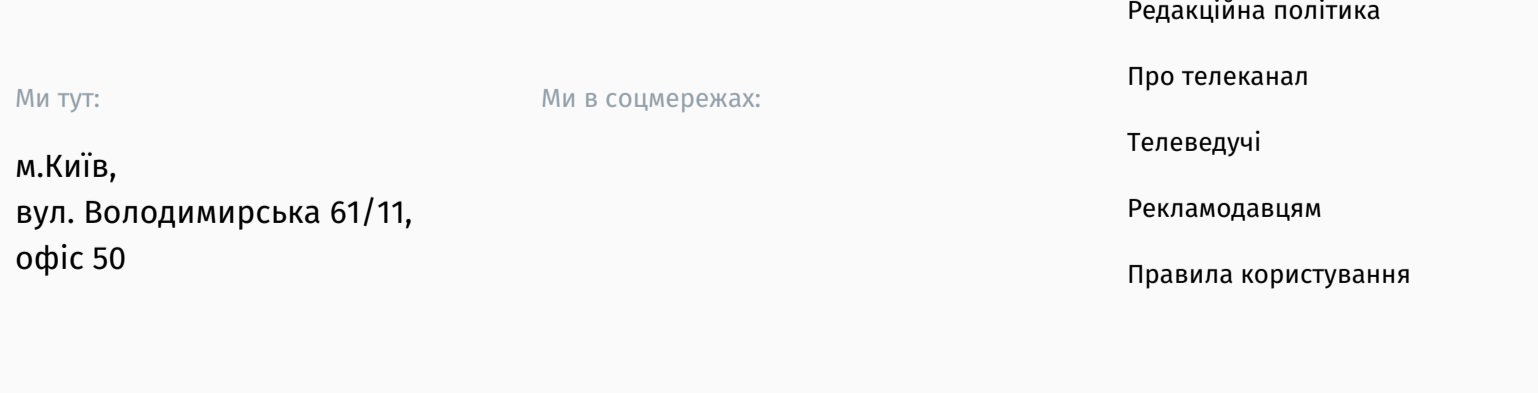 Редакційна політика
Ми тут:
Ми в соцмережах:
Про телеканал
Телеведучі
м.Київ,
вул. Володимирська 61/11,
офіс 50
Рекламодавцям
Правила користування